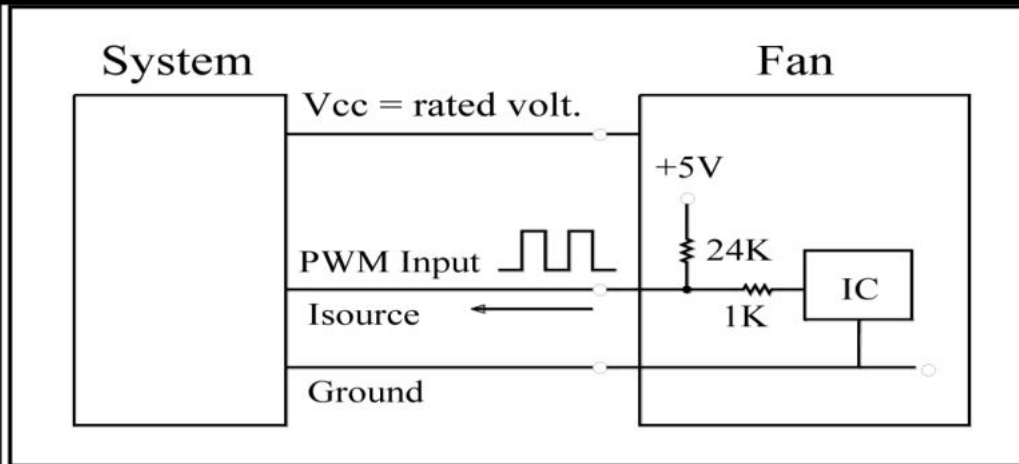 System
Fan
Vcc = rated volt.
+5V
24K
PWM Input
IC
1K
Isource
Ground